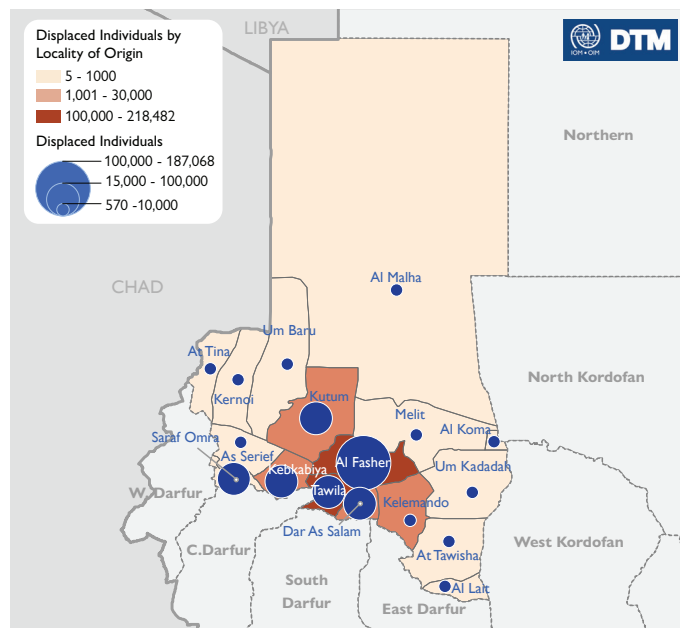 Displaced Individuals by
Locality of Origin
5 - 1000
1,001 - 30,000
100,000 - 218,482
Displaced Individuals
100,000 - 187,068
15,000 - 100,000
570 -10,000
IOM • OIM
DTM
LIBYA
Northern
CHAD
Al Malha
Um Baru
At Tina
Kernoi
North Kordofan
Kutum
Melit
Al Koma
Saraf Omra
As Serief
Kebkabiya
Al Fasher
Um Kadadah
W. Darfur
Tawila
Kelemando
Dar As Salam
C.Darfur
At Tawisha
West Kordofan
South
Darfur
Al Lait
East Darfur